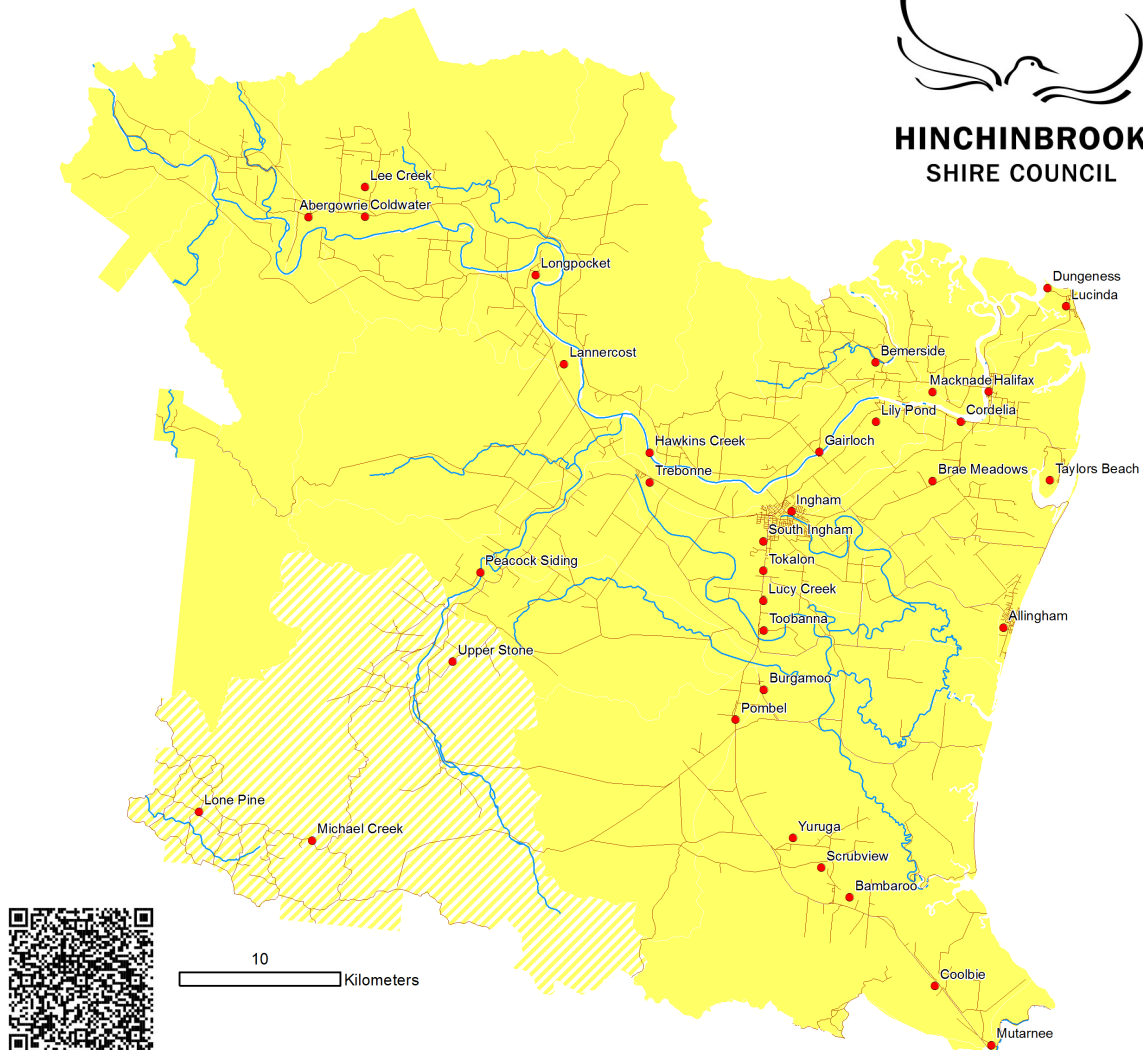 HINCHINBROOK
SHIRE COUNCIL
Lee Creek
Abergowrie Coldwater
Longpocket
Dungeness
Lucinda
Lannercost
Bemerside
Macknade Halifax
Lily Pond
Cordelia
Hawkins Creek
Gairloch
Trebonne
Brae Meadows
Taylors Beach
Ingham
South Ingham
Peacock Siding
Tokalon
Lucy Creek
Toobanna
Allingham
Upper Stone
Burgamoo
Pombel
Lone Pine
Michael Creek
Yuruga
Scrubview
Bambaroo
10
Kilometers
Coolbie
Mutarnee